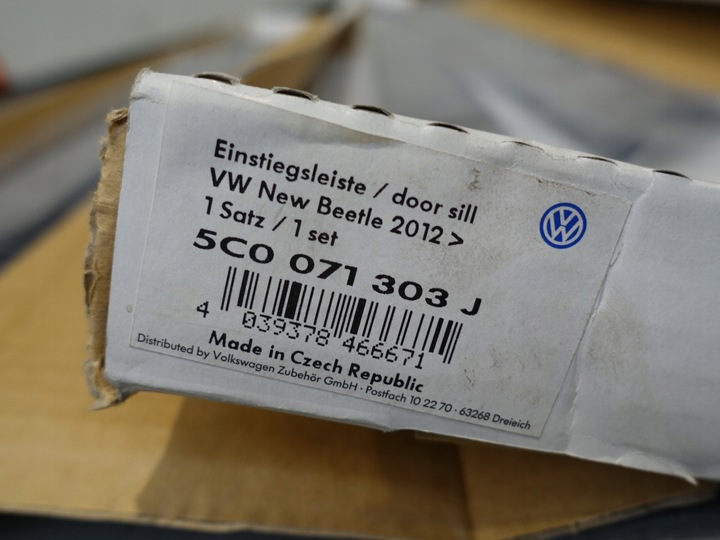 Einstiegsleiste / door sill
VW New Beetle 2012 >
1 Satz / 1 set
5C0 071 303 J
4 039378 466671
Made in Czech Republic
Distributed by Volkswagen Zubehör GmbH · Postfach 10 22 70 · 63268 Dreieich